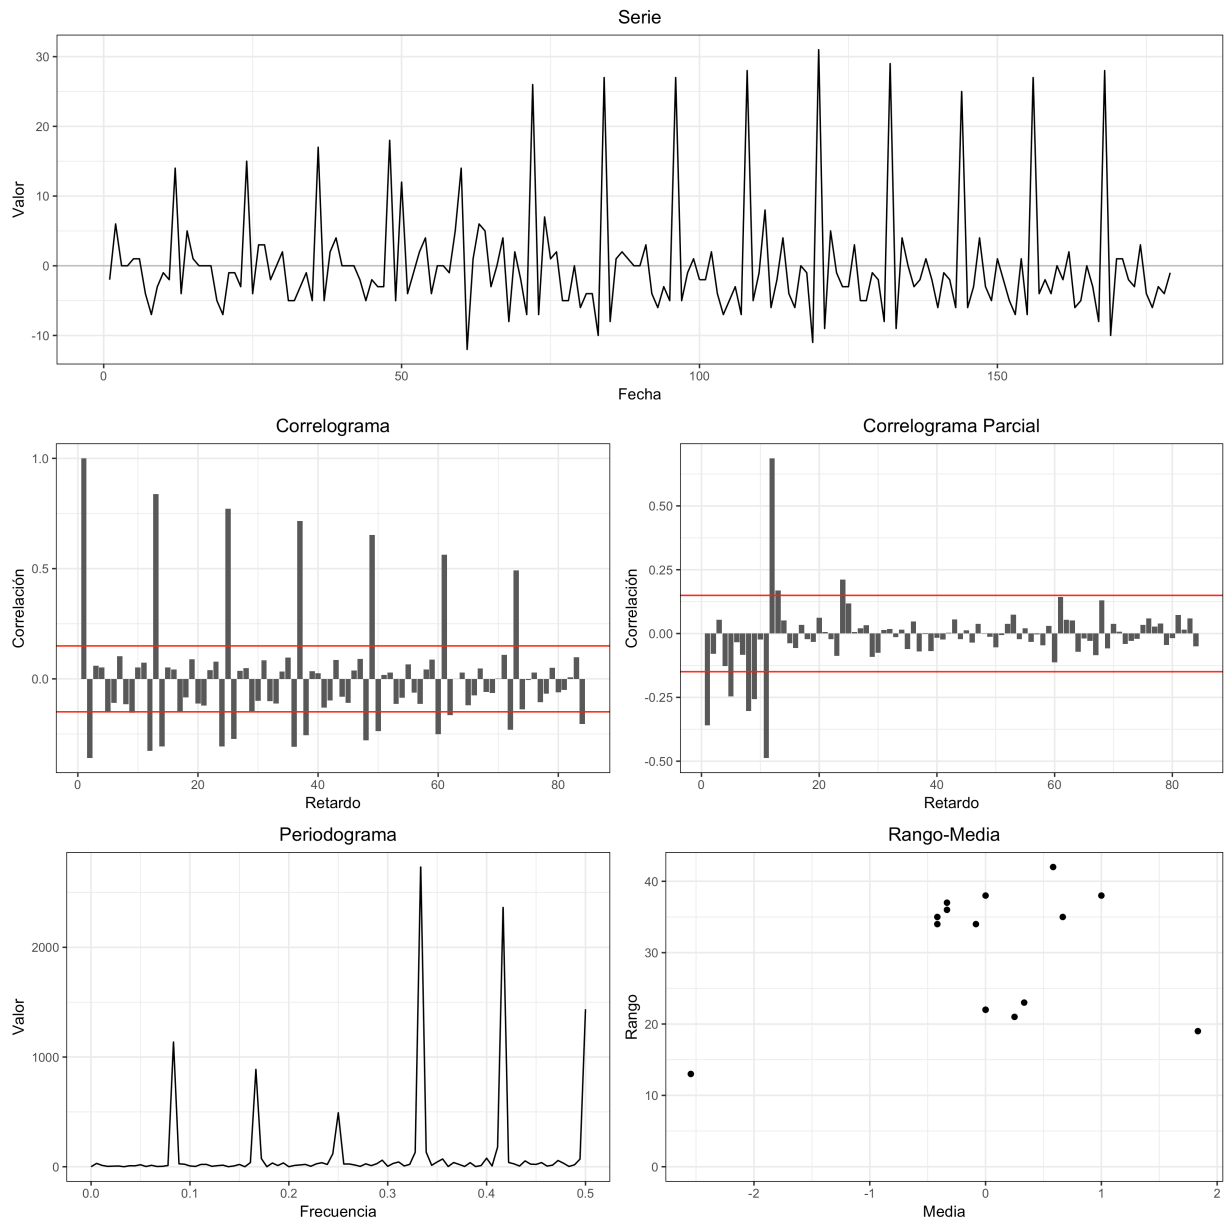 Serie
Valor
30
20
10
0
-10
0 50 100 150
Fecha
Correlograma
Correlación
1.0
0.5
0.0
0 20 40 60 80
Retardo
Correlograma Parcial
Correlación
0.50
0.25
0.00
-0.25
-0.50
0 20 40 60 80
Retardo
Periodograma
Valor
2000
1000
0
0.0 0.1 0.2 0.3 0.4 0.5
Frecuencia
Rango-Media
Rango
40
30
20
10
0
-2 -1 0 1 2
Media